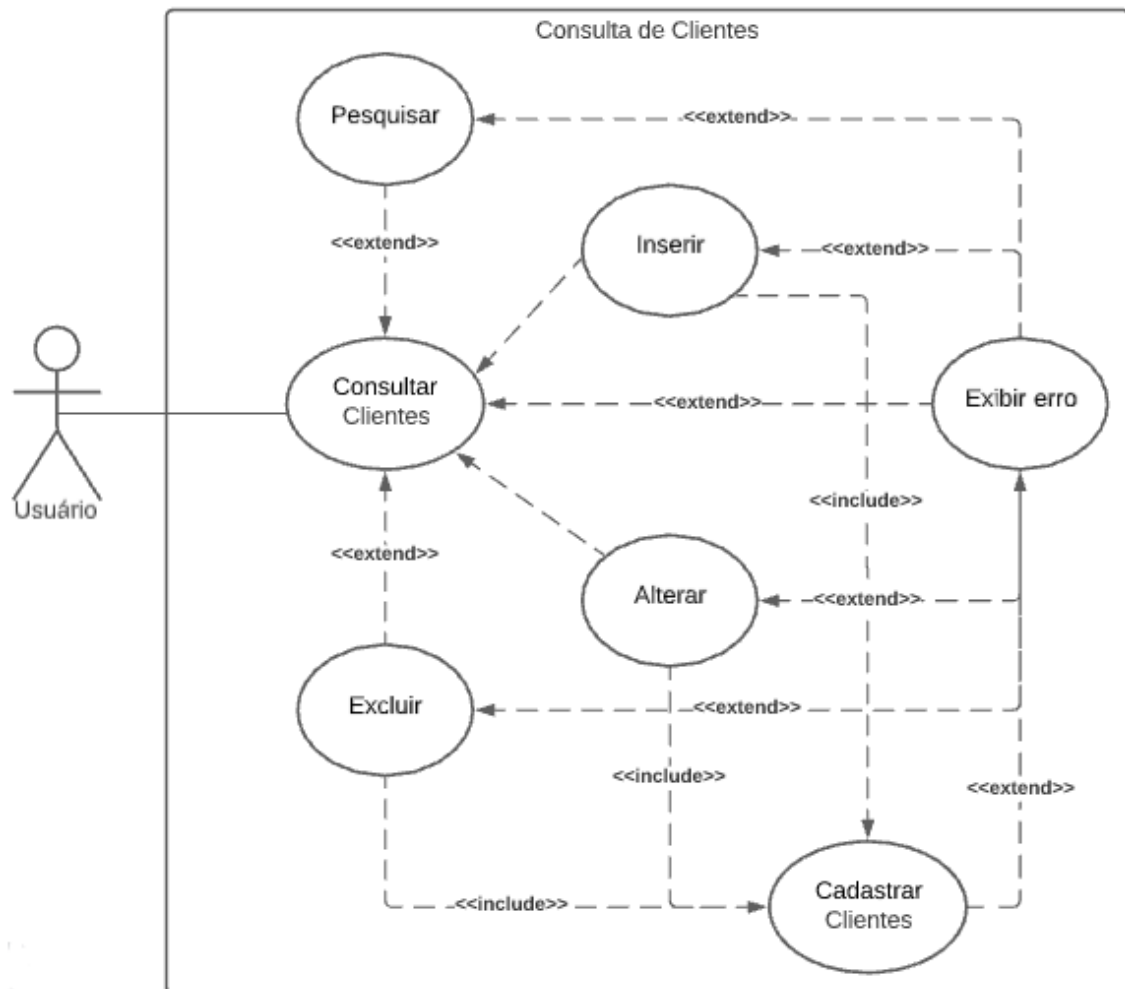 Consulta de Clientes
Pesquisar
<<extend>>
<<extend>>
Inserir
<<extend>>
<<extend>>
Consultar
Clientes
<<extend>>
Exibir erro
Usuário
<<include>>
<<extend>>
Alterar
<<extend>>
Excluir
<<extend>>
<<include>>
<<extend>>
<<include>>
Cadastrar
Clientes